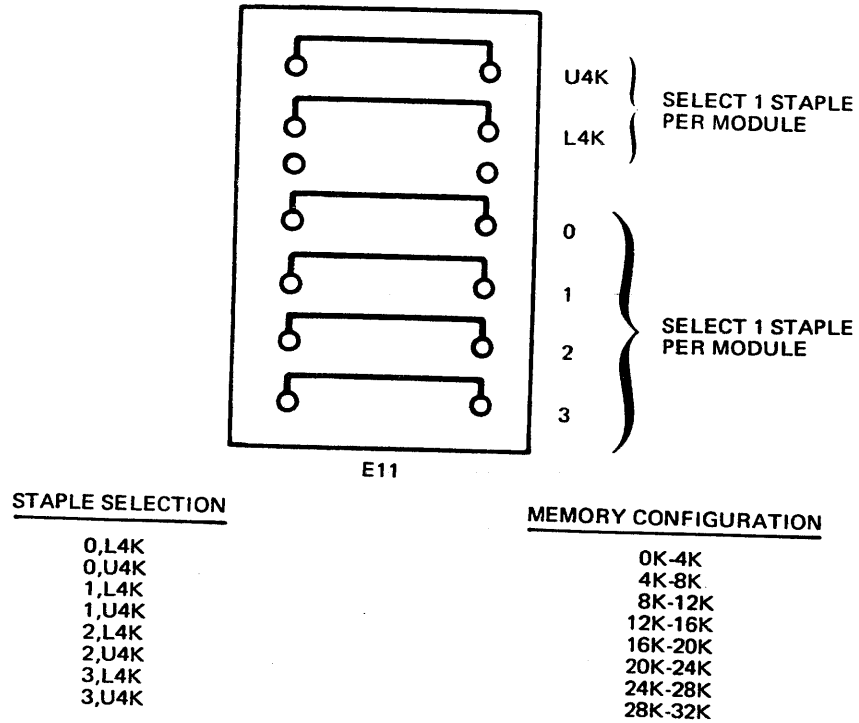 U4K
SELECT 1 STAPLE
PER MODULE
L4K
0
1
SELECT 1 STAPLE
PER MODULE
2
3
E11
STAPLE SELECTION
0,L4K
0,U4K
1,L4K
1,U4K
2,L4K
2,U4K
3,L4K
3,U4K
MEMORY CONFIGURATION
0K-4K
4K-8K
8K-12K
12K-16K
16K-20K
20K-24K
24K-28K
28K-32K